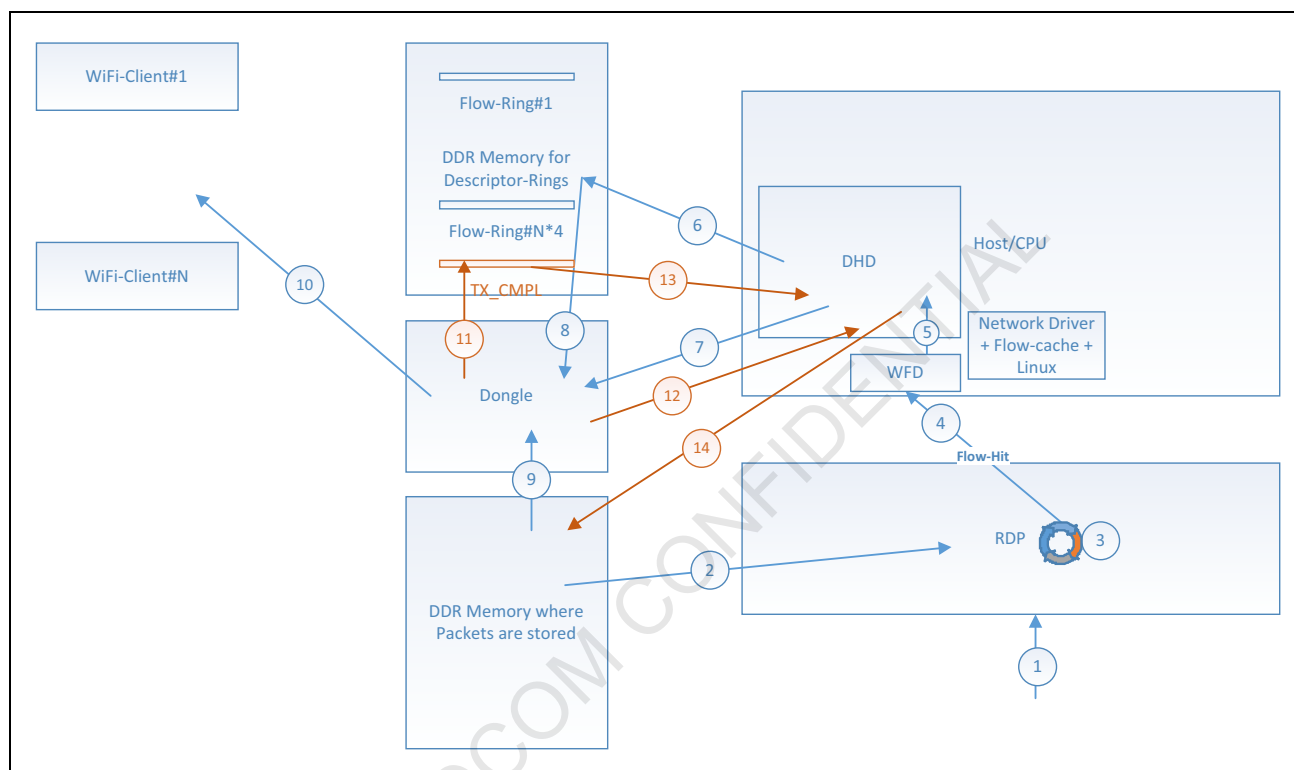 WiFi-Client#1
WiFi-Client#N
10
Flow-Ring#1
DDR Memory for
Descriptor-Rings
Flow-Ring#N*4
TX_CMPL
11
8
Dongle
9
DDR Memory where
Packets are stored
6
13
7
12
14
2
DHD
Host/CPU
5
WFD
Network Driver
+ Flow-cache +
Linux
4
Flow-Hit
RDP
3
1
COM CONFIDENTIAL